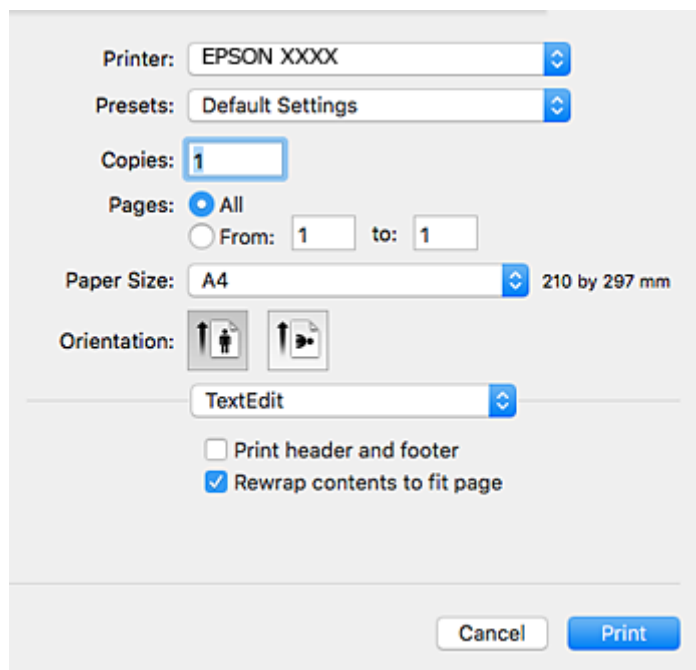 Printer: EPSON XXXX
Presets: Default Settings
Copies: 1
Pages: All
From: 1 to: 1
Paper Size: A4 210 by 297 mm
Orientation:
TextEdit
Print header and footer
Rewrap contents to fit page
Cancel Print